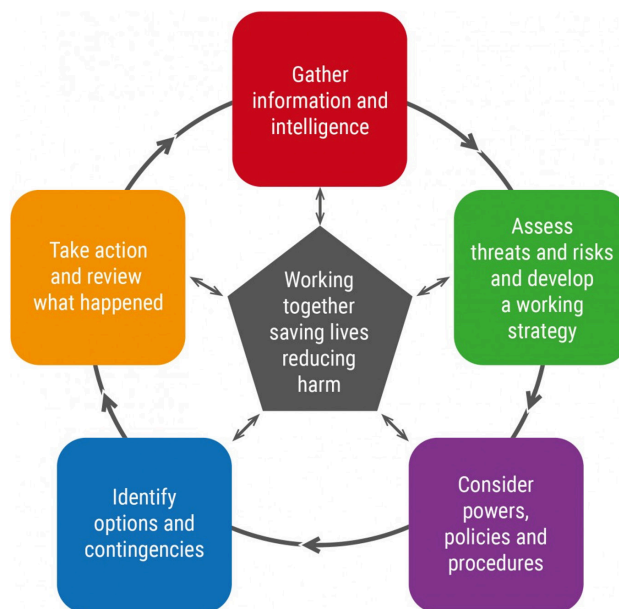 Gather
information and
intelligence
Assess
threats and risks
and develop
a working
strategy
Take action
and review
what happened
Working
together
saving lives
reducing
harm
Identify
options and
contingencies
Consider
powers,
policies and
procedures